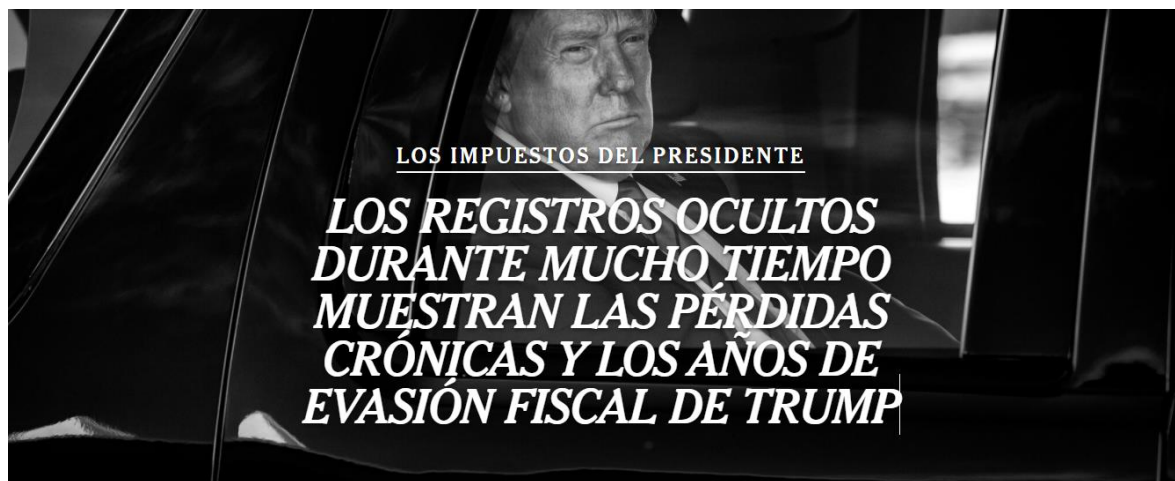 LOS IMPUESTOS DEL PRESIDENTE
LOS REGISTROS OCULTOS
DURANTE MUCHO TIEMPO
MUESTRAN LAS PÉRDIDAS
CRÓNICAS Y LOS AÑOS DE
EVASIÓN FISCAL DE TRUMP